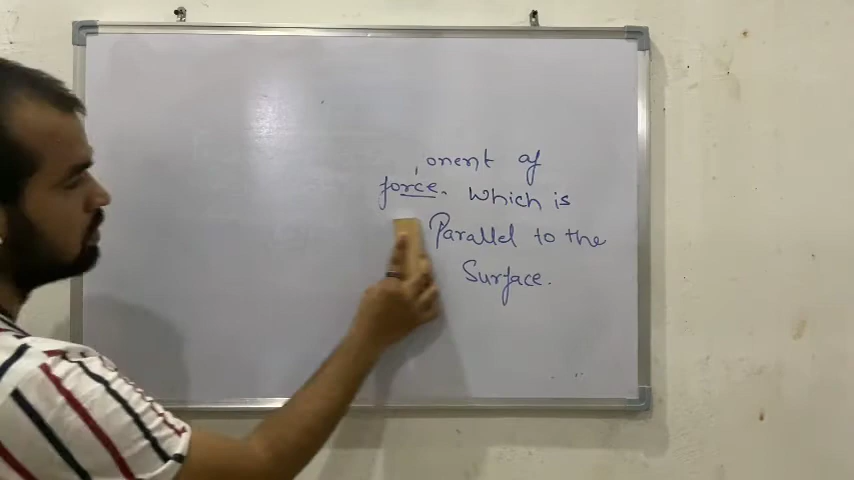 onent of
force. Which is
Parallel to the
Surface.